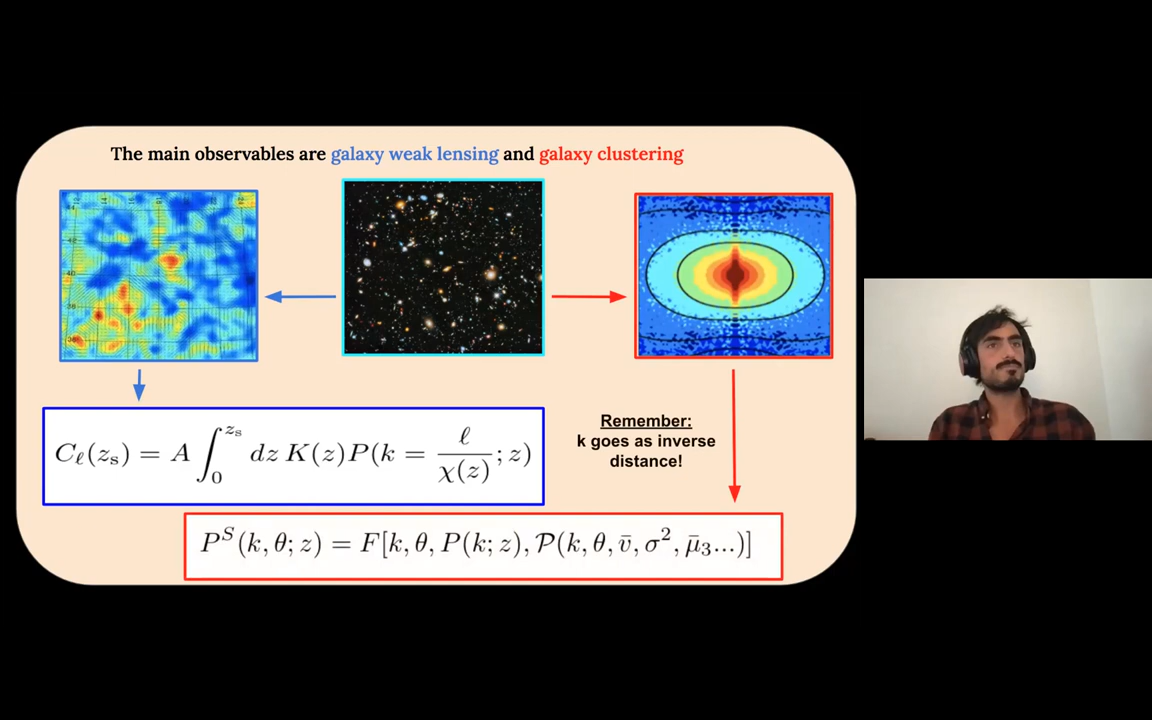 The main observables are galaxy weak lensing and galaxy clustering
Remember:
k goes as inverse
distance!
C_ℓ(z_s) = A ∫_0^{z_s} dz K(z)P(k = ℓ/χ(z); z)
P^S(k, θ; z) = F[k, θ, P(k; z), 𝒫(k, θ, v̄, σ², μ̄₃...)]